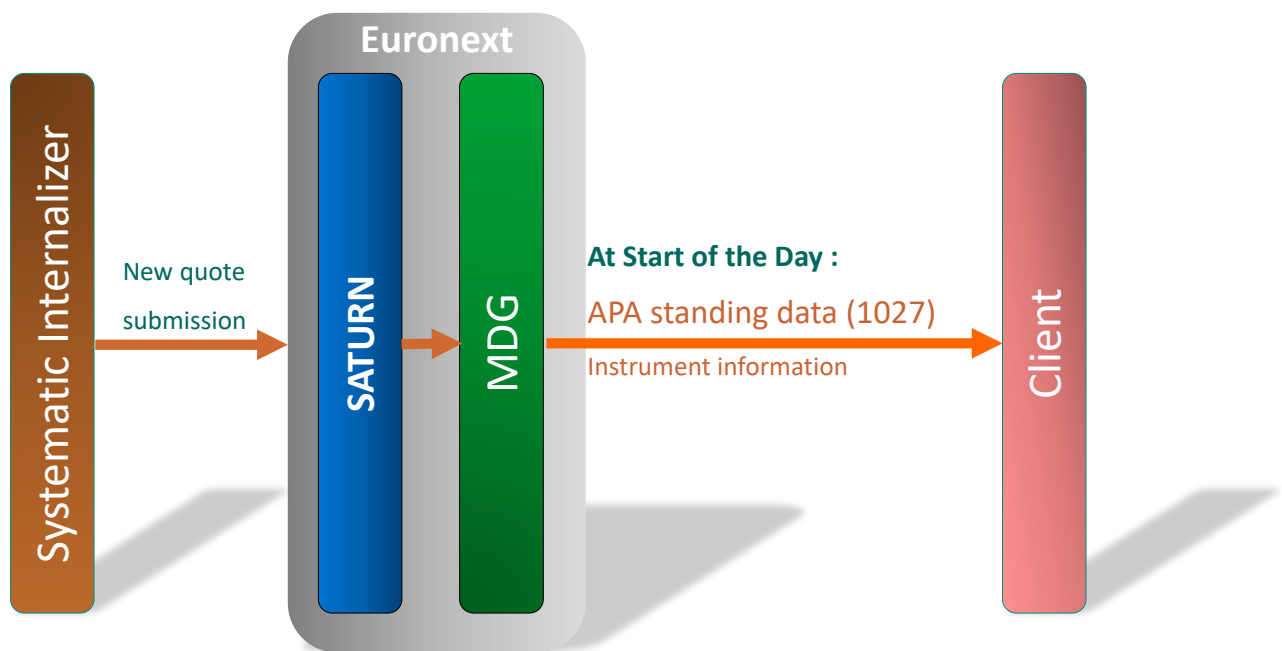 Euronext
Systematic Internalizer
New quote
submission
SATURN
MDG
At Start of the Day :
APA standing data (1027)
Instrument information
Client